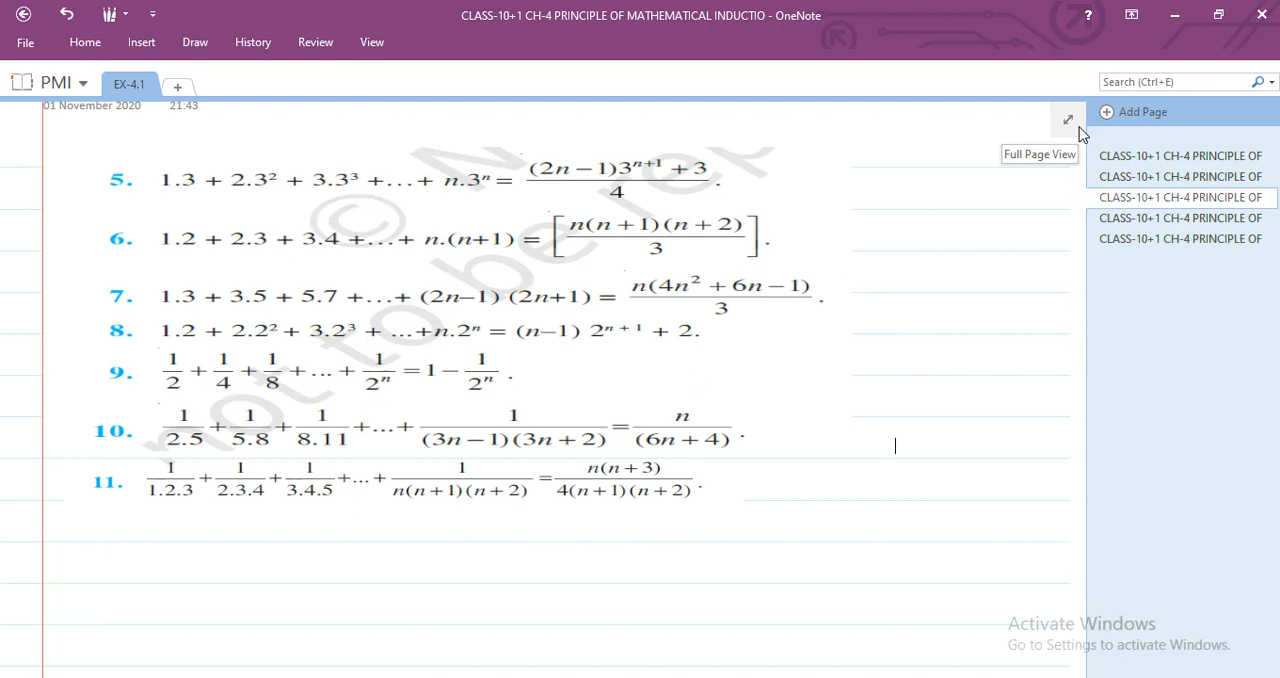 CLASS-10+1 CH-4 PRINCIPLE OF MATHEMATICAL INDUCTIO - OneNote
?
File Home Insert Draw History Review View
PMI EX-4.1 + Search (Ctrl+E)
01 November 2020 21:43
Add Page
Full Page View
CLASS-10+1 CH-4 PRINCIPLE OF
CLASS-10+1 CH-4 PRINCIPLE OF
CLASS-10+1 CH-4 PRINCIPLE OF
CLASS-10+1 CH-4 PRINCIPLE OF
CLASS-10+1 CH-4 PRINCIPLE OF
5. 1.3 + 2.3² + 3.3³ +...+ n.3ⁿ = ((2n − 1)3ⁿ⁺¹ + 3)/4 .
6. 1.2 + 2.3 + 3.4 +...+ n.(n+1) = [n(n + 1)(n + 2)/3] .
7. 1.3 + 3.5 + 5.7 +...+ (2n−1) (2n+1) = n(4n² + 6n − 1)/3 .
8. 1.2 + 2.2² + 3.2³ + ...+n.2ⁿ = (n−1) 2ⁿ⁺¹ + 2.
9. 1/2 + 1/4 + 1/8 + ... + 1/2ⁿ = 1 − 1/2ⁿ .
10. 1/2.5 + 1/5.8 + 1/8.11 +...+ 1/(3n − 1)(3n + 2) = n/(6n + 4) .
11. 1/1.2.3 + 1/2.3.4 + 1/3.4.5 +...+ 1/n(n + 1)(n + 2) = n(n + 3)/4(n + 1)(n + 2) .
© 
not to be rep
Activate Windows
Go to Settings to activate Windows.